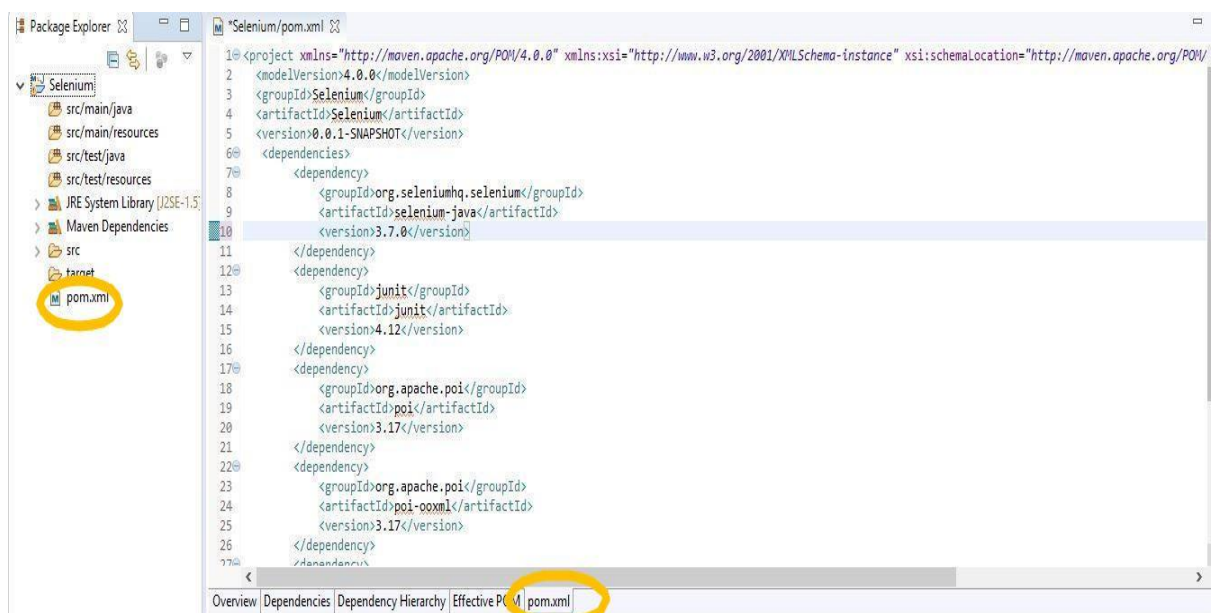 Package Explorer
*Selenium/pom.xml
Selenium
src/main/java
src/main/resources
src/test/java
src/test/resources
JRE System Library [J2SE-1.5]
Maven Dependencies
src
target
pom.xml
1 <project xmlns="http://maven.apache.org/POM/4.0.0" xmlns:xsi="http://www.w3.org/2001/XMLSchema-instance" xsi:schemaLocation="http://maven.apache.org/POM/
2 <modelVersion>4.0.0</modelVersion>
3 <groupId>Selenium</groupId>
4 <artifactId>Selenium</artifactId>
5 <version>0.0.1-SNAPSHOT</version>
6 <dependencies>
7 <dependency>
8 <groupId>org.seleniumhq.selenium</groupId>
9 <artifactId>selenium-java</artifactId>
10 <version>3.7.0</version>
11 </dependency>
12 <dependency>
13 <groupId>junit</groupId>
14 <artifactId>junit</artifactId>
15 <version>4.12</version>
16 </dependency>
17 <dependency>
18 <groupId>org.apache.poi</groupId>
19 <artifactId>poi</artifactId>
20 <version>3.17</version>
21 </dependency>
22 <dependency>
23 <groupId>org.apache.poi</groupId>
24 <artifactId>poi-ooxml</artifactId>
25 <version>3.17</version>
26 </dependency>
27 <dependency>
Overview Dependencies Dependency Hierarchy Effective POM pom.xml